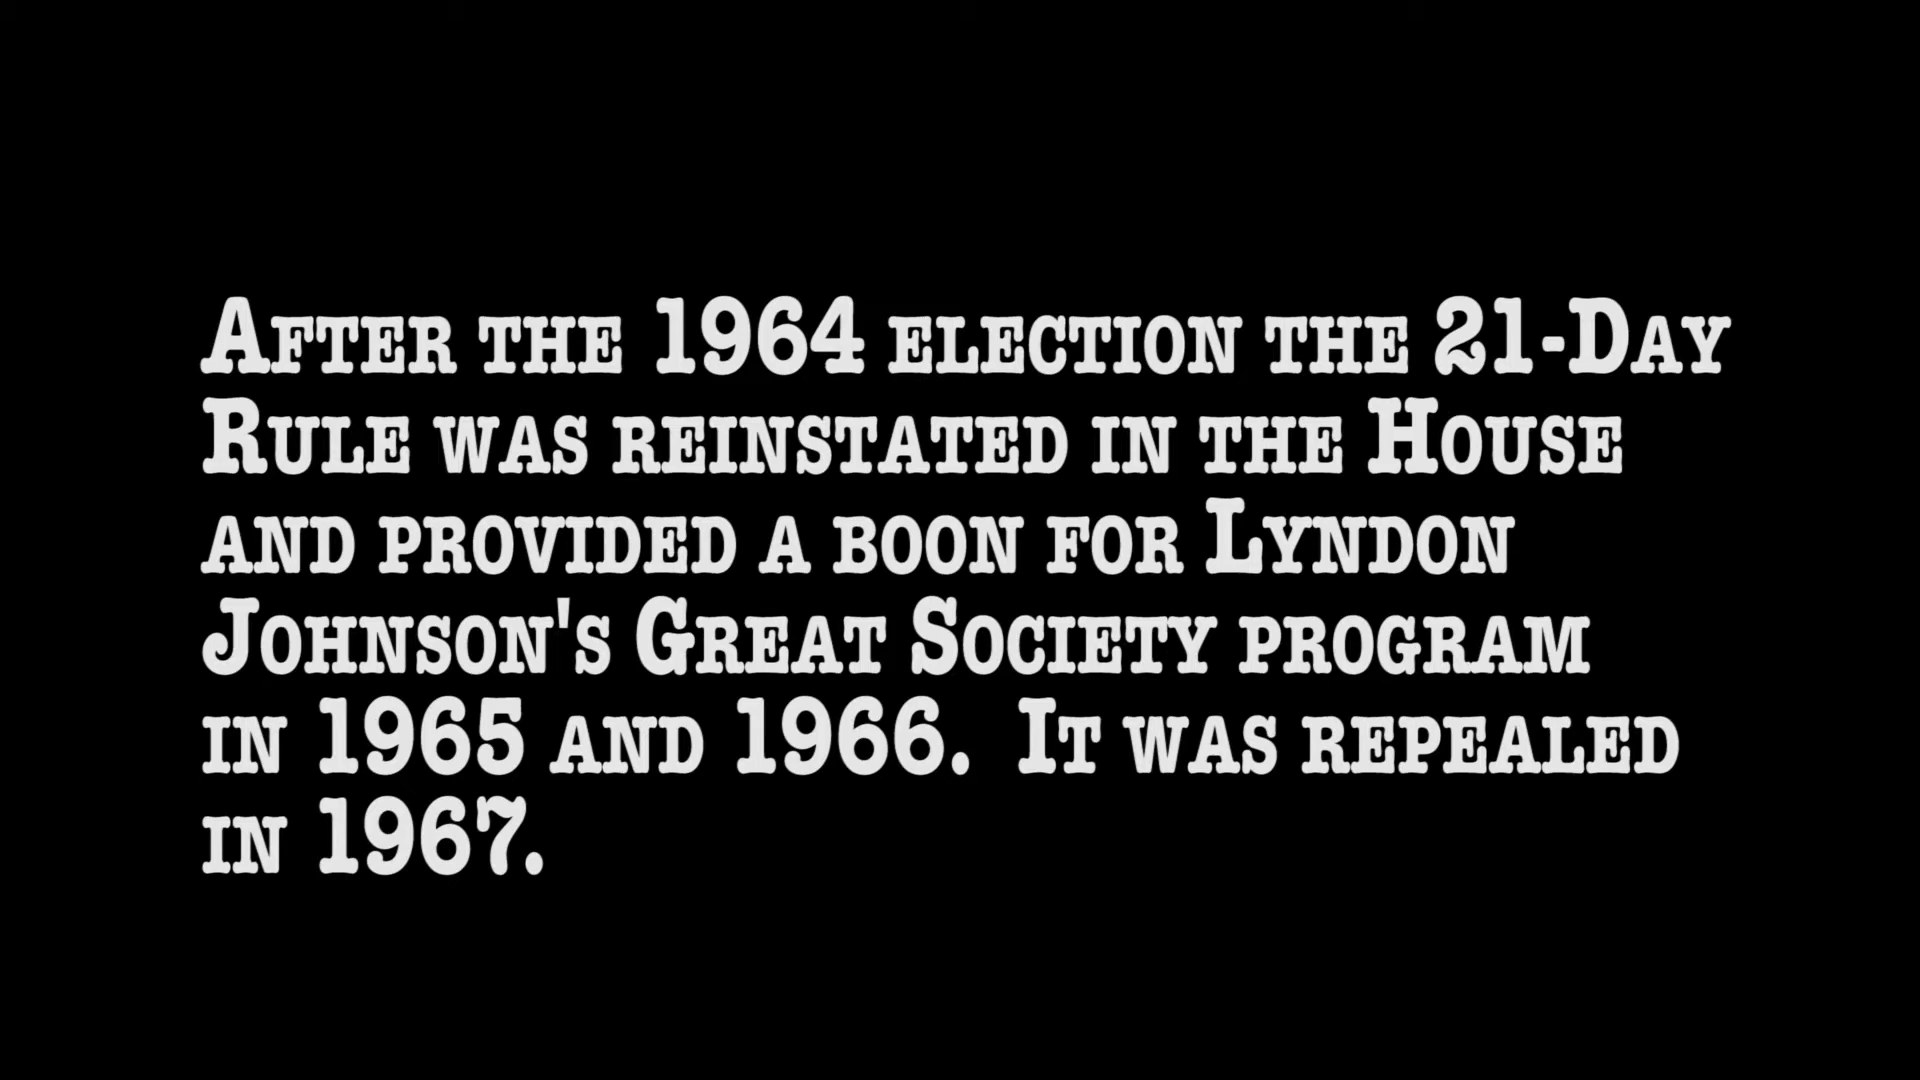 After the 1964 election the 21-Day
Rule was reinstated in the House
and provided a boon for Lyndon
Johnson's Great Society program
in 1965 and 1966.  It was repealed
in 1967.